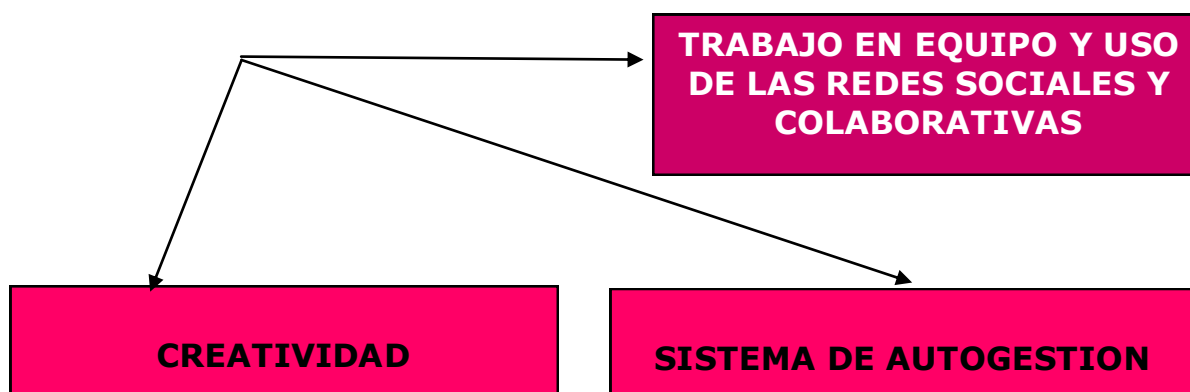 TRABAJO EN EQUIPO Y USO
DE LAS REDES SOCIALES Y
COLABORATIVAS
CREATIVIDAD
SISTEMA DE AUTOGESTION